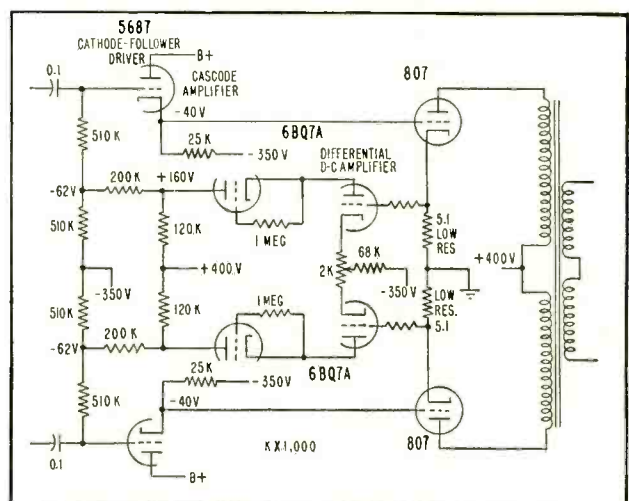 5687
CATHODE-FOLLOWER
DRIVER
B+
CASCODE
AMPLIFIER
807
0.1
-40V
6BQ7A
510K
25K
-350V
DIFFERENTIAL
D-C AMPLIFIER
200K
+160V
-62V
5.1
LOW
RES
510K
120K
1 MEG
68K
2K
+400V
+400V
-350V
-350V
510K
120K
1 MEG
LOW
RES.
5.1
200K
-62V
25K
-350V
6BQ7A
510K
-40V
807
KX1,000
0.1
B+